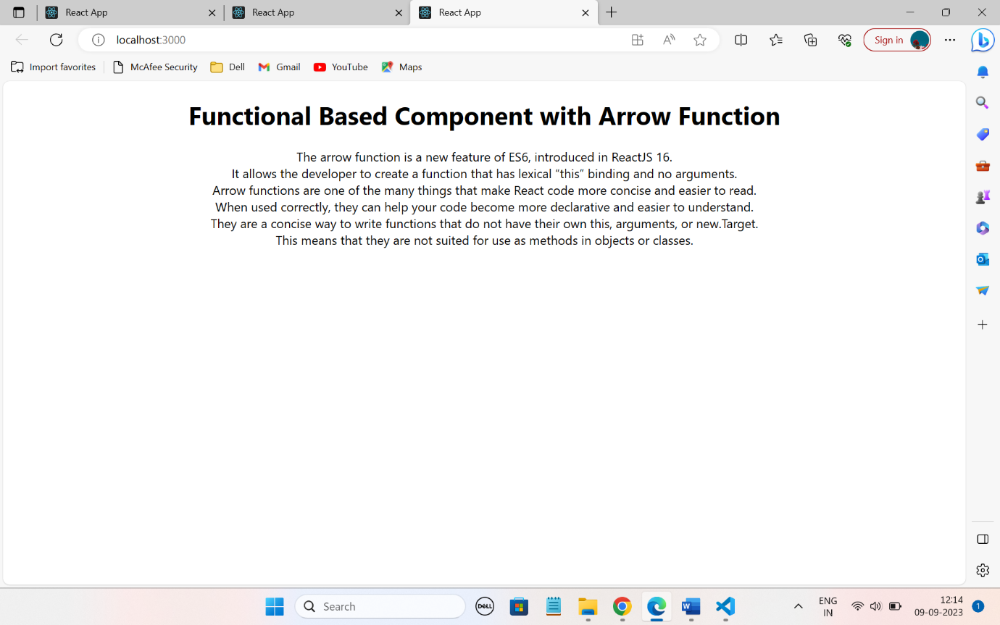 React App
React App
React App
localhost:3000
Sign in
Import favorites
McAfee Security
Dell
Gmail
YouTube
Maps
Functional Based Component with Arrow Function
The arrow function is a new feature of ES6, introduced in ReactJS 16.
It allows the developer to create a function that has lexical “this” binding and no arguments.
Arrow functions are one of the many things that make React code more concise and easier to read.
When used correctly, they can help your code become more declarative and easier to understand.
They are a concise way to write functions that do not have their own this, arguments, or new.Target.
This means that they are not suited for use as methods in objects or classes.
Search
DELL
ENG
IN
12:14
09-09-2023
1